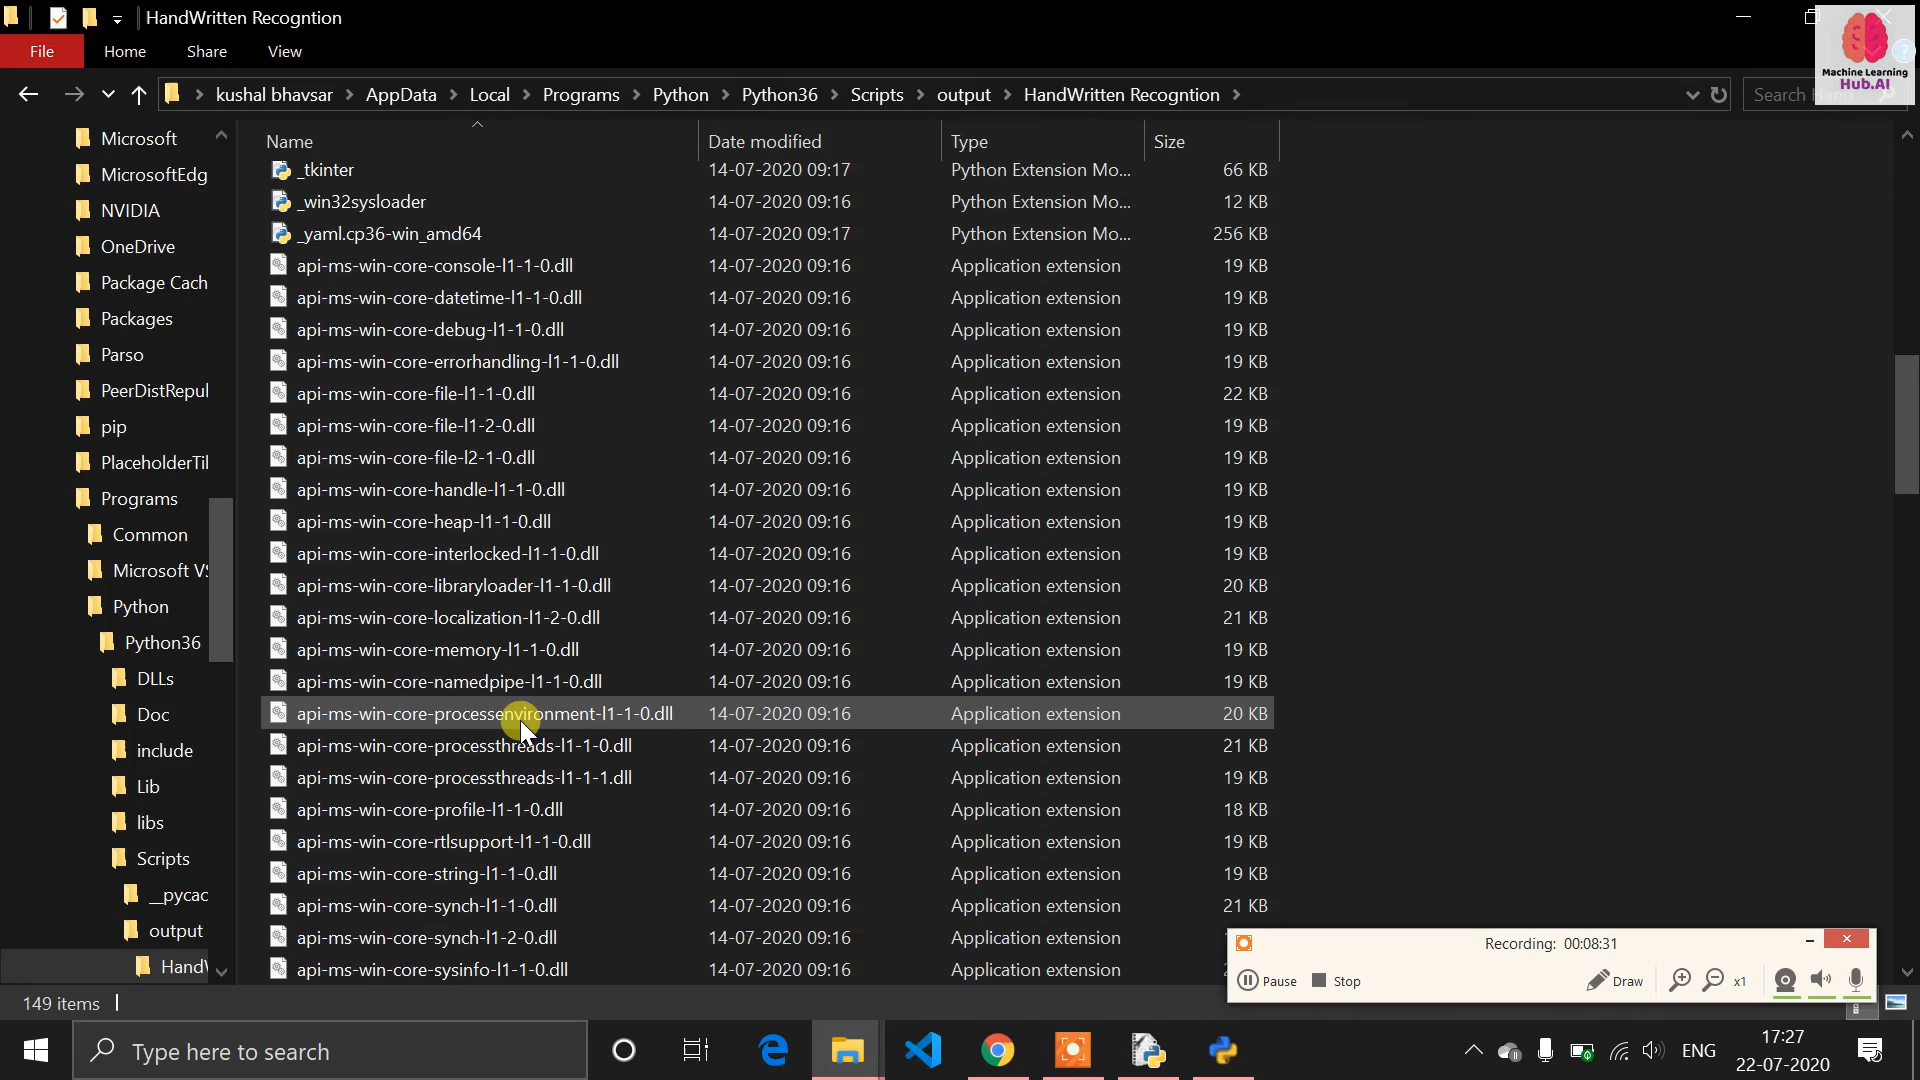 HandWritten Recogntion
File Home Share View
kushal bhavsar AppData Local Programs Python Python36 Scripts output HandWritten Recogntion
Search
Machine Learning
Hub.AI
Microsoft
MicrosoftEdg
NVIDIA
OneDrive
Package Cach
Packages
Parso
PeerDistRepul
pip
PlaceholderTil
Programs
Common
Microsoft VS
Python
Python36
DLLs
Doc
include
Lib
libs
Scripts
__pycac
output
HandW
Name Date modified Type Size
_tkinter 14-07-2020 09:17 Python Extension Mo... 66 KB
_win32sysloader 14-07-2020 09:16 Python Extension Mo... 12 KB
_yaml.cp36-win_amd64 14-07-2020 09:17 Python Extension Mo... 256 KB
api-ms-win-core-console-l1-1-0.dll 14-07-2020 09:16 Application extension 19 KB
api-ms-win-core-datetime-l1-1-0.dll 14-07-2020 09:16 Application extension 19 KB
api-ms-win-core-debug-l1-1-0.dll 14-07-2020 09:16 Application extension 19 KB
api-ms-win-core-errorhandling-l1-1-0.dll 14-07-2020 09:16 Application extension 19 KB
api-ms-win-core-file-l1-1-0.dll 14-07-2020 09:16 Application extension 22 KB
api-ms-win-core-file-l1-2-0.dll 14-07-2020 09:16 Application extension 19 KB
api-ms-win-core-file-l2-1-0.dll 14-07-2020 09:16 Application extension 19 KB
api-ms-win-core-handle-l1-1-0.dll 14-07-2020 09:16 Application extension 19 KB
api-ms-win-core-heap-l1-1-0.dll 14-07-2020 09:16 Application extension 19 KB
api-ms-win-core-interlocked-l1-1-0.dll 14-07-2020 09:16 Application extension 19 KB
api-ms-win-core-libraryloader-l1-1-0.dll 14-07-2020 09:16 Application extension 20 KB
api-ms-win-core-localization-l1-2-0.dll 14-07-2020 09:16 Application extension 21 KB
api-ms-win-core-memory-l1-1-0.dll 14-07-2020 09:16 Application extension 19 KB
api-ms-win-core-namedpipe-l1-1-0.dll 14-07-2020 09:16 Application extension 19 KB
api-ms-win-core-processenvironment-l1-1-0.dll 14-07-2020 09:16 Application extension 20 KB
api-ms-win-core-processthreads-l1-1-0.dll 14-07-2020 09:16 Application extension 21 KB
api-ms-win-core-processthreads-l1-1-1.dll 14-07-2020 09:16 Application extension 19 KB
api-ms-win-core-profile-l1-1-0.dll 14-07-2020 09:16 Application extension 18 KB
api-ms-win-core-rtlsupport-l1-1-0.dll 14-07-2020 09:16 Application extension 19 KB
api-ms-win-core-string-l1-1-0.dll 14-07-2020 09:16 Application extension 19 KB
api-ms-win-core-synch-l1-1-0.dll 14-07-2020 09:16 Application extension 21 KB
api-ms-win-core-synch-l1-2-0.dll 14-07-2020 09:16 Application extension
api-ms-win-core-sysinfo-l1-1-0.dll 14-07-2020 09:16 Application extension
Recording: 00:08:31
Pause Stop Draw x1
149 items
Type here to search
ENG
17:27
22-07-2020